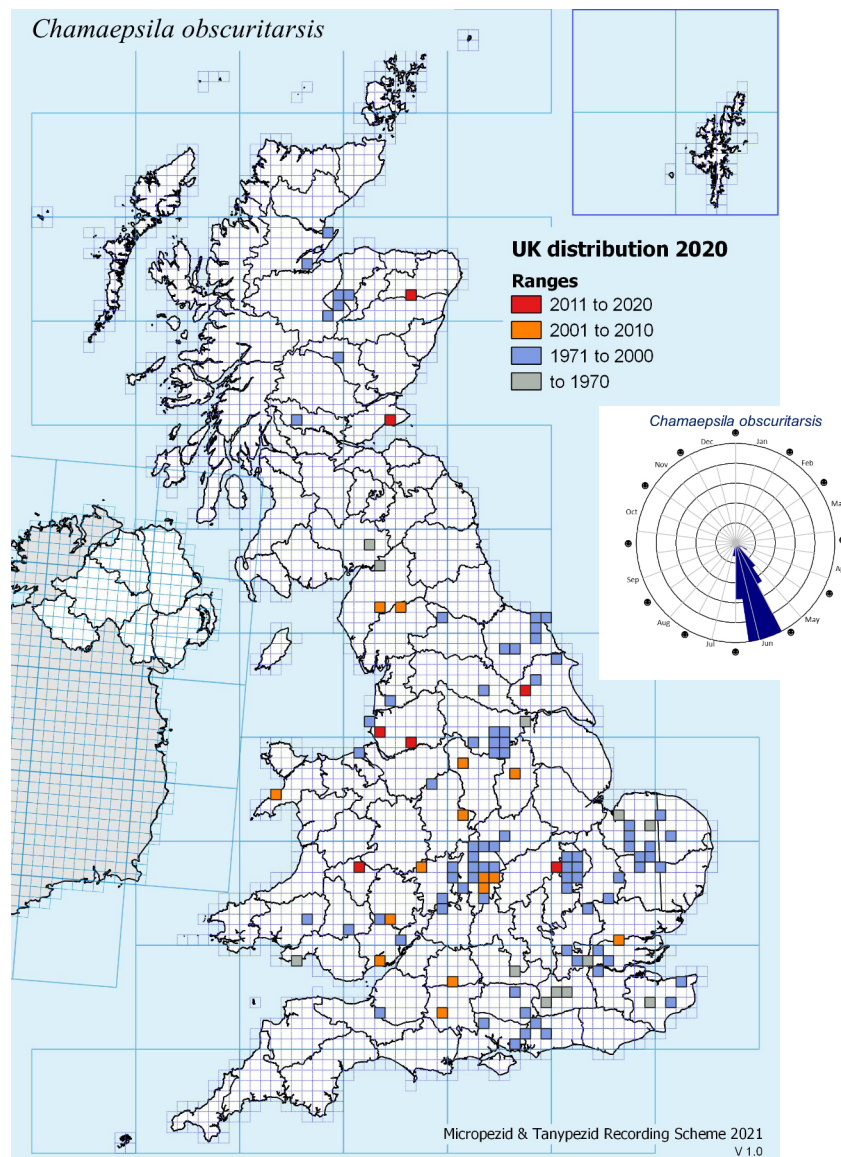 Chamaepsila obscuritarsis
UK distribution 2020
Ranges
2011 to 2020
2001 to 2010
1971 to 2000
to 1970
Chamaepsila obscuritarsis
Dec
Jan
Nov
Feb
Oct
Sep
Aug
May
Jul
Jun
Micropezid & Tanypezid Recording Scheme 2021
V 1.0